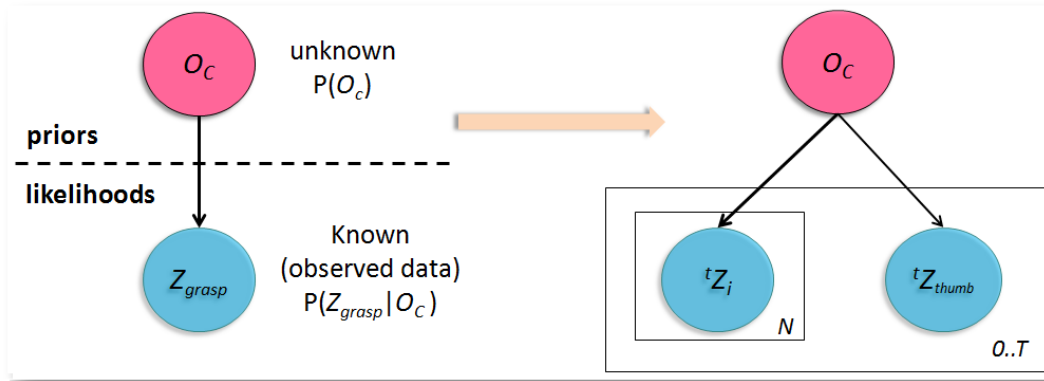 O_C
unknown
P(O_c)
priors
likelihoods
Z_grasp
Known
(observed data)
P(Z_grasp|O_C)
O_C
^tZ_i
N
^tZ_thumb
0..T